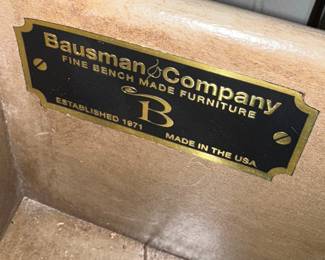 Bausman & Company
FINE BENCH MADE FURNITURE
B
ESTABLISHED 1971
MADE IN THE USA